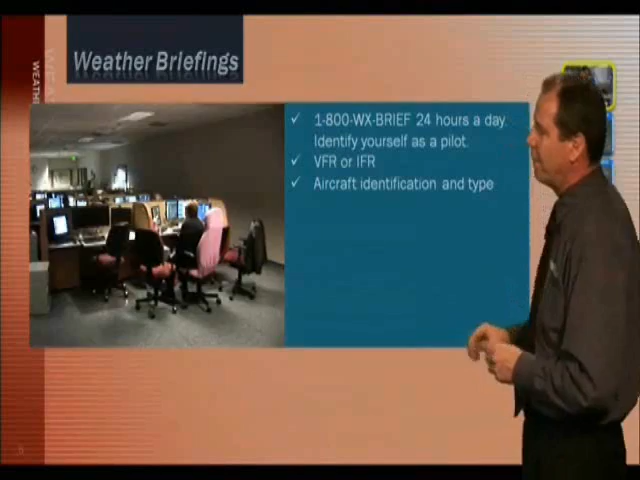 Weather Briefings
WEATHE
1-800-WX-BRIEF 24 hours a day.
Identify yourself as a pilot.
VFR or IFR
Aircraft identification and type